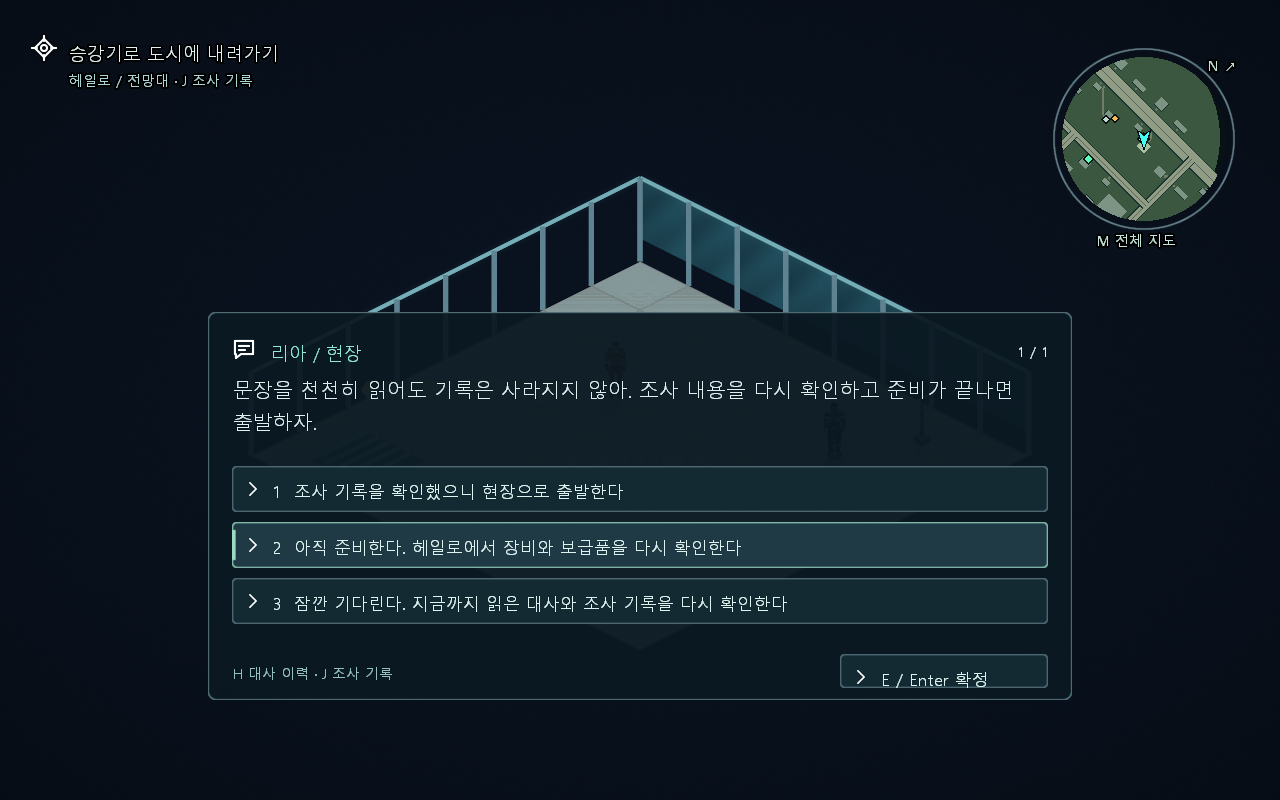 승강기로 도시에 내려가기
헤일로 / 전망대 · J 조사 기록
N ↗
M 전체 지도
리아 / 현장
1 / 1
문장을 천천히 읽어도 기록은 사라지지 않아. 조사 내용을 다시 확인하고 준비가 끝나면
출발하자.
1 조사 기록을 확인했으니 현장으로 출발한다
2 아직 준비한다. 헤일로에서 장비와 보급품을 다시 확인한다
3 잠깐 기다린다. 지금까지 읽은 대사와 조사 기록을 다시 확인한다
H 대사 이력 · J 조사 기록
E / Enter 확정